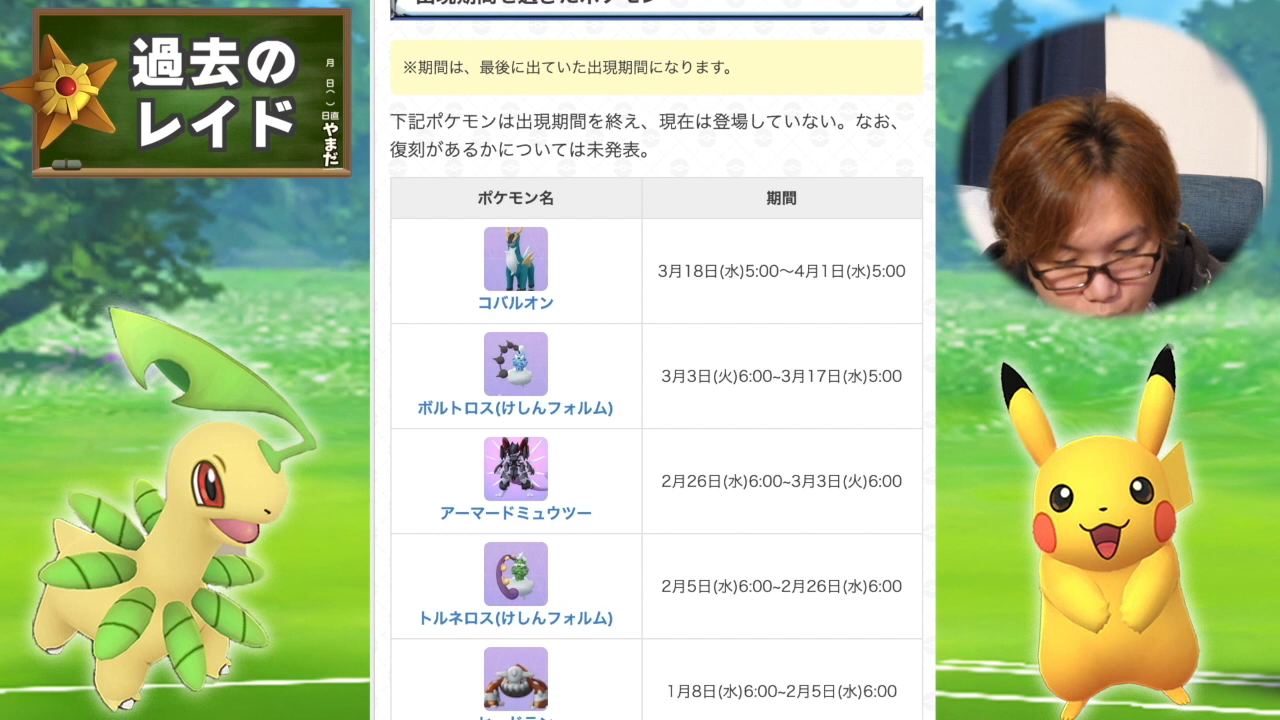 過去の
レイド
月
日
( )
日直
やまだ
※期間は、最後に出ていた出現期間になります。
下記ポケモンは出現期間を終え、現在は登場していない。なお、
復刻があるかについては未発表。
ポケモン名 期間
コバルオン 3月18日(水)5:00〜4月1日(水)5:00
ボルトロス(けしんフォルム) 3月3日(火)6:00~3月17日(水)5:00
アーマードミュウツー 2月26日(水)6:00~3月3日(火)6:00
トルネロス(けしんフォルム) 2月5日(水)6:00~2月26日(水)6:00
1月8日(水)6:00~2月5日(水)6:00